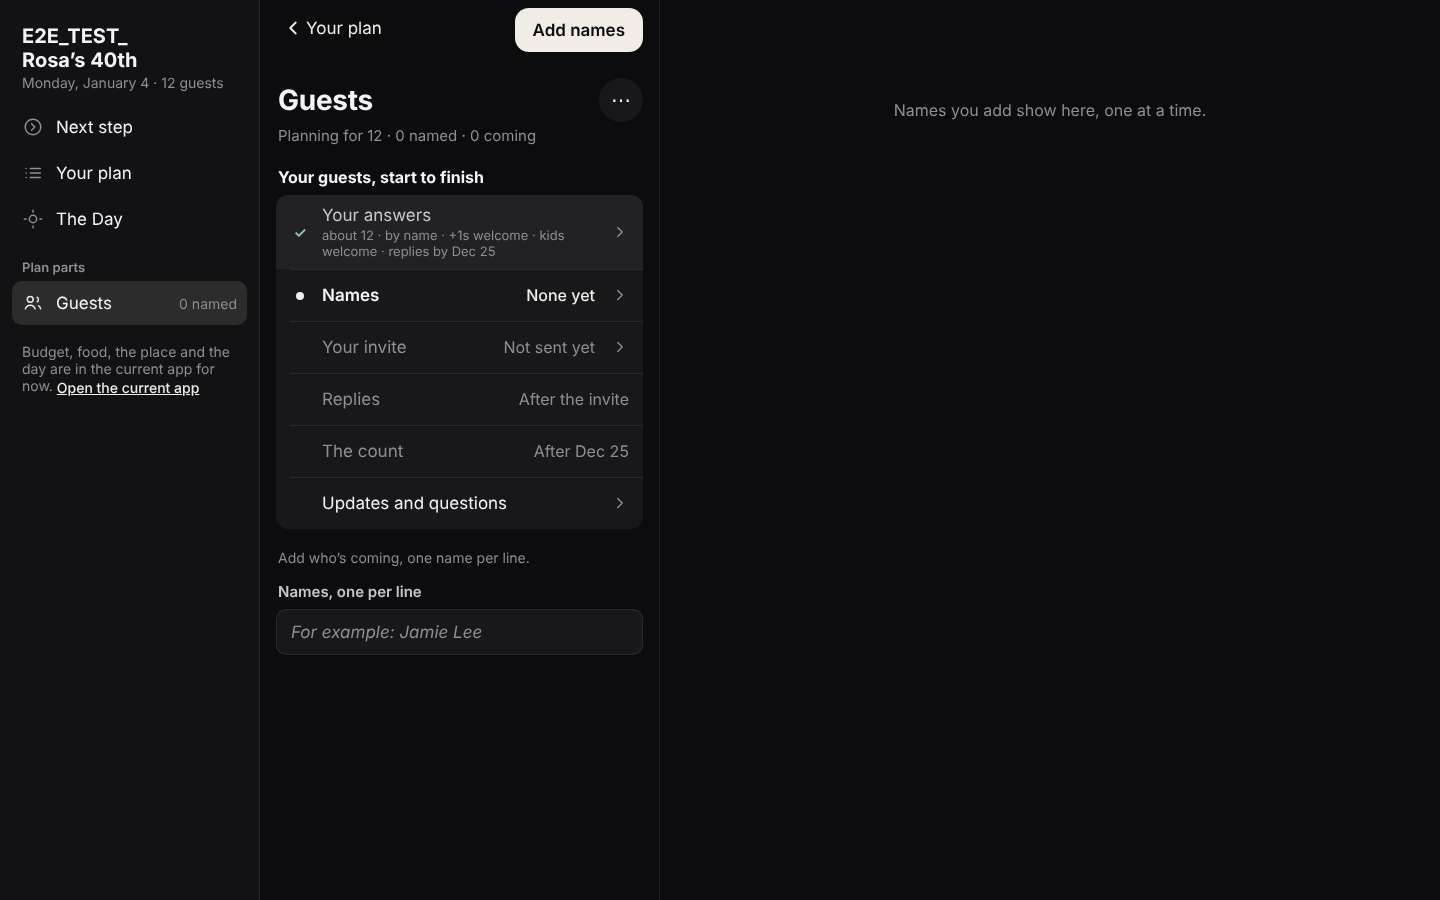 E2E_TEST_
Rosa’s 40th
Monday, January 4 · 12 guests
Next step
Your plan
The Day
Plan parts
Guests 0 named
Budget, food, the place and the
day are in the current app for
now. Open the current app
Your plan
Add names
Guests
Planning for 12 · 0 named · 0 coming
Your guests, start to finish
Your answers
about 12 · by name · +1s welcome · kids
welcome · replies by Dec 25
Names None yet
Your invite Not sent yet
Replies After the invite
The count After Dec 25
Updates and questions
Add who’s coming, one name per line.
Names, one per line
For example: Jamie Lee
Names you add show here, one at a time.